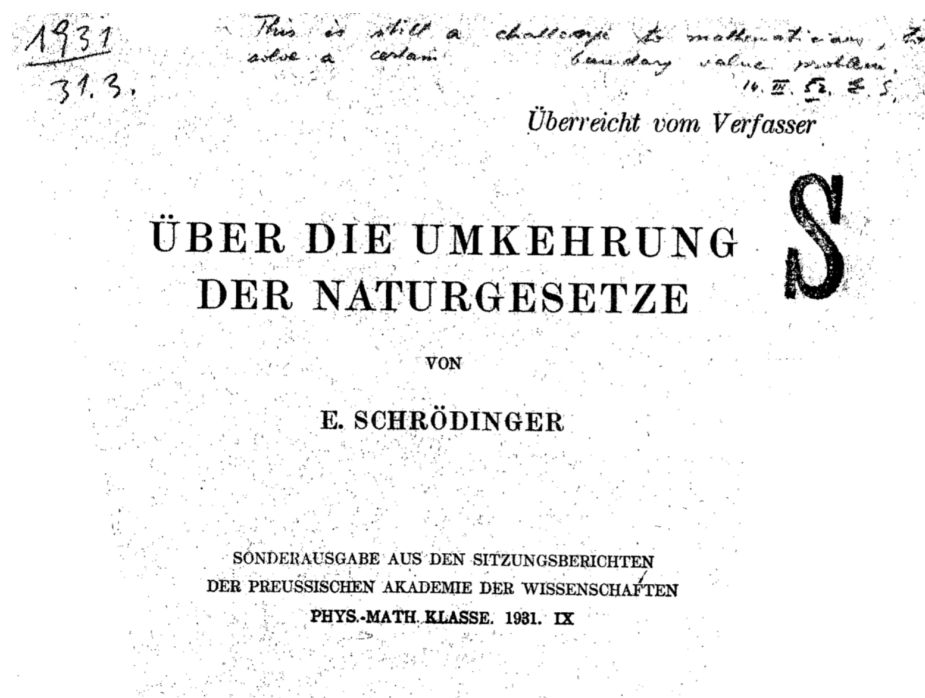 1931
31.3.
This is still a challenge to mathematicians, to
solve a certain boundary value problem.
14. III. 52. E. S.
Überreicht vom Verfasser
S
ÜBER DIE UMKEHRUNG
DER NATURGESETZE
VON
E. SCHRÖDINGER
SONDERAUSGABE AUS DEN SITZUNGSBERICHTEN
DER PREUSSISCHEN AKADEMIE DER WISSENSCHAFTEN
PHYS.-MATH. KLASSE. 1931. IX